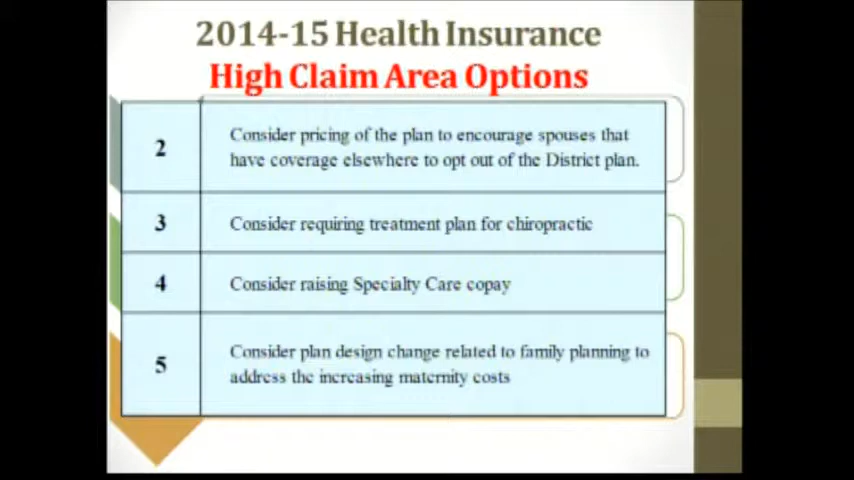 2014-15 Health Insurance
High Claim Area Options
2
Consider pricing of the plan to encourage spouses that
have coverage elsewhere to opt out of the District plan.
3
Consider requiring treatment plan for chiropractic
4
Consider raising Specialty Care copay
5
Consider plan design change related to family planning to
address the increasing maternity costs